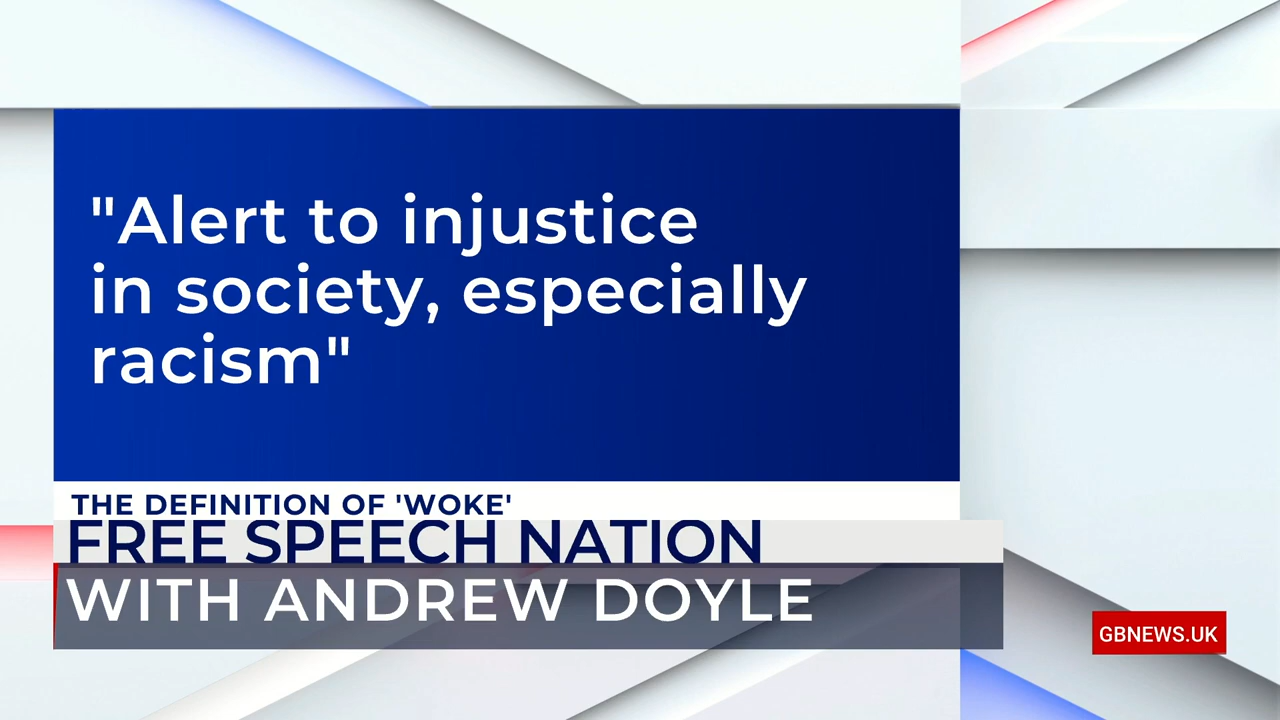 "Alert to injustice
in society, especially
racism"
THE DEFINITION OF 'WOKE'
FREE SPEECH NATION
WITH ANDREW DOYLE
GBNEWS.UK